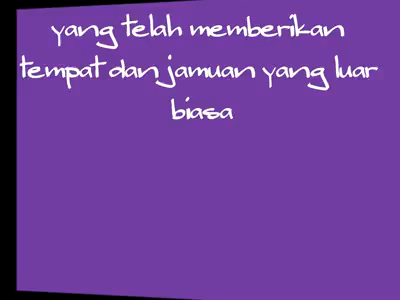 yang telah memberikan
tempat dan jamuan yang luar
biasa